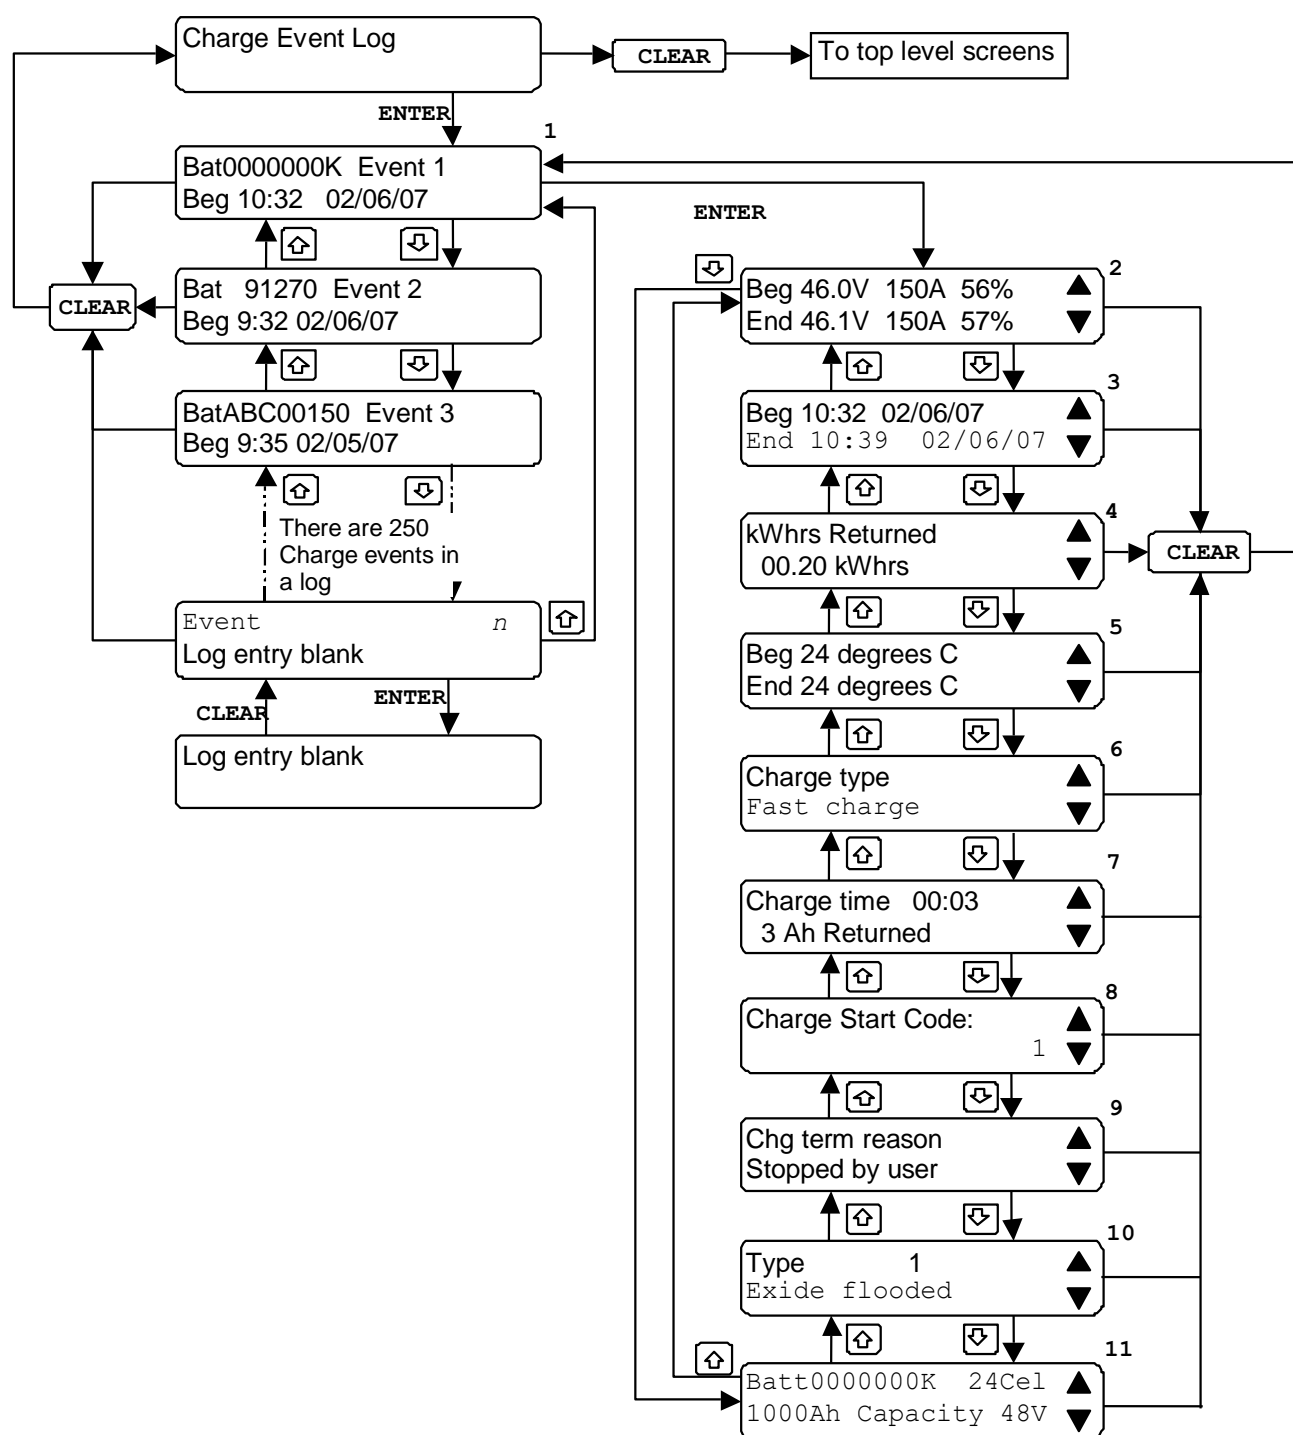 Charge Event Log
CLEAR
To top level screens
ENTER
1
Bat0000000K Event 1
Beg 10:32 02/06/07
Bat 91270 Event 2
Beg 9:32 02/06/07
CLEAR
BatABC00150 Event 3
Beg 9:35 02/05/07
There are 250
Charge events in
a log
Event n
Log entry blank
CLEAR
ENTER
Log entry blank
ENTER
2
Beg 46.0V 150A 56%
End 46.1V 150A 57%
3
Beg 10:32 02/06/07
End 10:39 02/06/07
4
kWhrs Returned
00.20 kWhrs
CLEAR
5
Beg 24 degrees C
End 24 degrees C
6
Charge type
Fast charge
7
Charge time 00:03
3 Ah Returned
8
Charge Start Code:
1
9
Chg term reason
Stopped by user
10
Type 1
Exide flooded
11
Batt0000000K 24Cel
1000Ah Capacity 48V